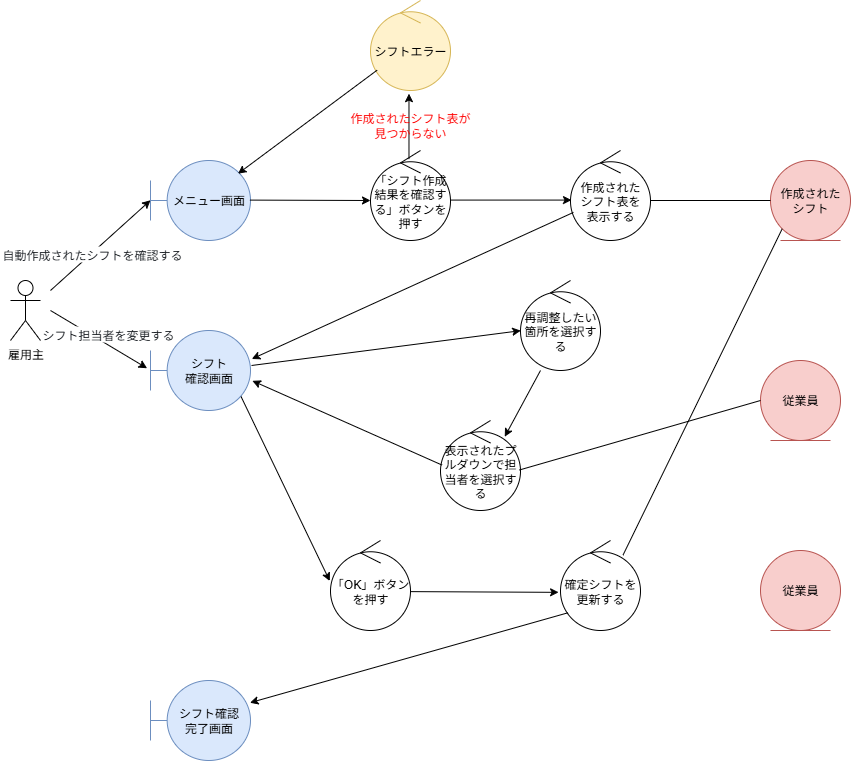 シフトエラー
作成されたシフト表が
見つからない
メニュー画面
「シフト作成
結果を確認す
る」ボタンを
押す
作成された
シフト表を
表示する
作成された
シフト
自動作成されたシフトを確認する
雇用主
シフト担当者を変更する
シフト
確認画面
再調整したい
箇所を選択す
る
従業員
表示されたプ
ルダウンで担
当者を選択す
る
「OK」ボタン
を押す
確定シフトを
更新する
従業員
シフト確認
完了画面